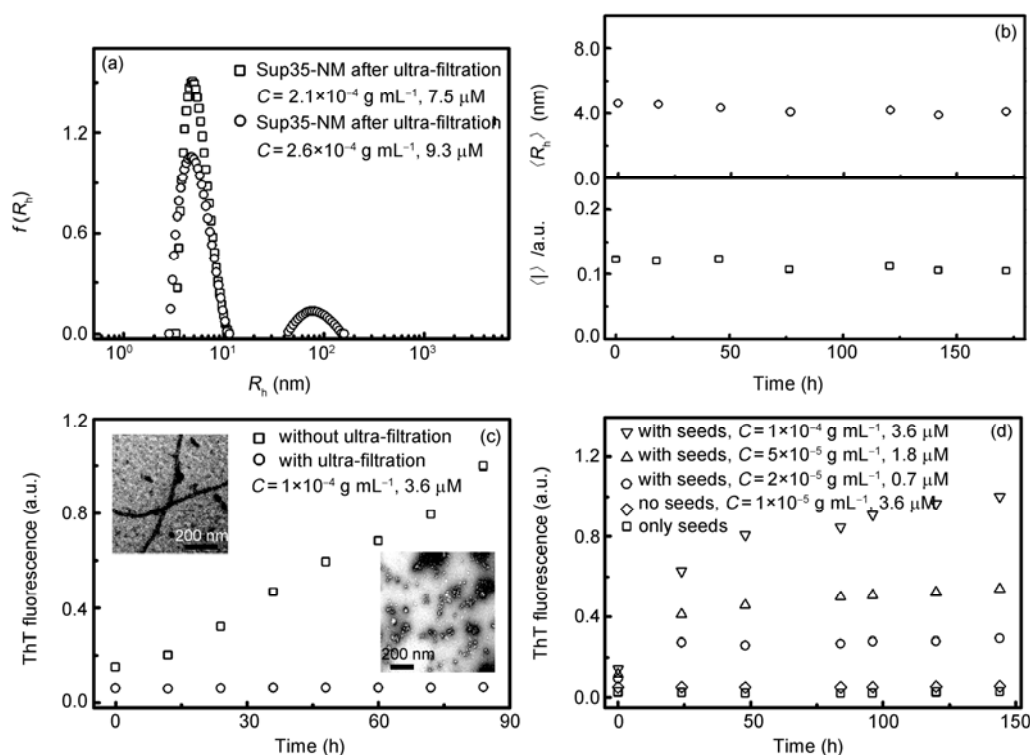 (a)
Sup35-NM after ultra-filtration
C = 2.1×10⁻⁴ g mL⁻¹, 7.5 μM
Sup35-NM after ultra-filtration
C = 2.6×10⁻⁴ g mL⁻¹, 9.3 μM
1.2
0.6
0.0
f (Rh)
10⁰
10¹
10²
10³
Rh (nm)
(b)
8.0
4.0
0.0
⟨Rh⟩ (nm)
0.2
0.1
0.0
⟨I⟩ /a.u.
0
50
100
150
Time (h)
(c)
without ultra-filtration
with ultra-filtration
C = 1×10⁻⁴ g mL⁻¹, 3.6 μM
200 nm
200 nm
1.2
0.8
0.4
0.0
ThT fluorescence (a.u.)
0
30
60
90
Time (h)
(d)
with seeds, C = 1×10⁻⁴ g mL⁻¹, 3.6 μM
with seeds, C = 5×10⁻⁵ g mL⁻¹, 1.8 μM
with seeds, C = 2×10⁻⁵ g mL⁻¹, 0.7 μM
no seeds, C = 1×10⁻⁵ g mL⁻¹, 3.6 μM
only seeds
1.2
0.8
0.4
0.0
ThT fluorescence (a.u.)
0
50
100
150
Time (h)